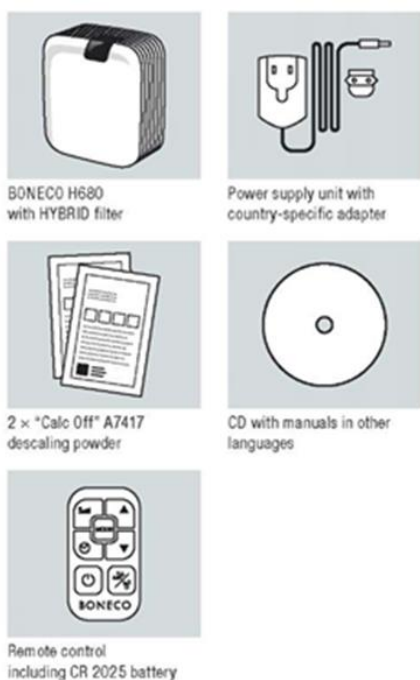 BONECO H680
with HYBRID filter
Power supply unit with
country-specific adapter
2 × "Calc Off" A7417
descaling powder
CD with manuals in other
languages
BONECO
Remote control
including CR 2025 battery